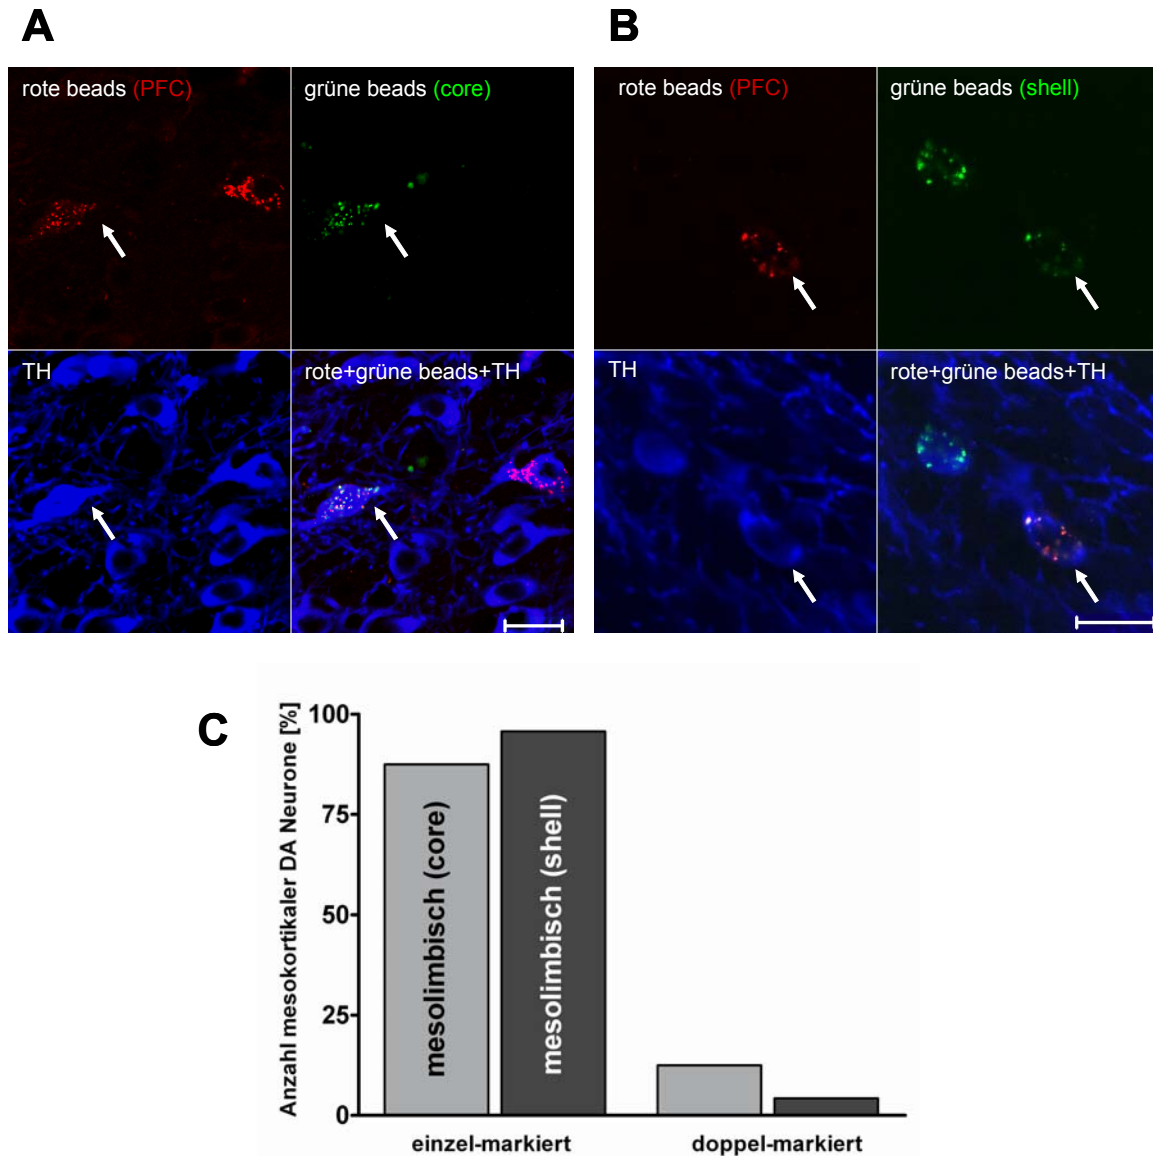 A
B
rote beads (PFC)
grüne beads (core)
TH
rote+grüne beads+TH
rote beads (PFC)
grüne beads (shell)
TH
rote+grüne beads+TH
C
Anzahl mesokortikaler DA Neurone [%]
100
75
50
25
0
mesolimbisch (core)
mesolimbisch (shell)
einzel-markiert
doppel-markiert